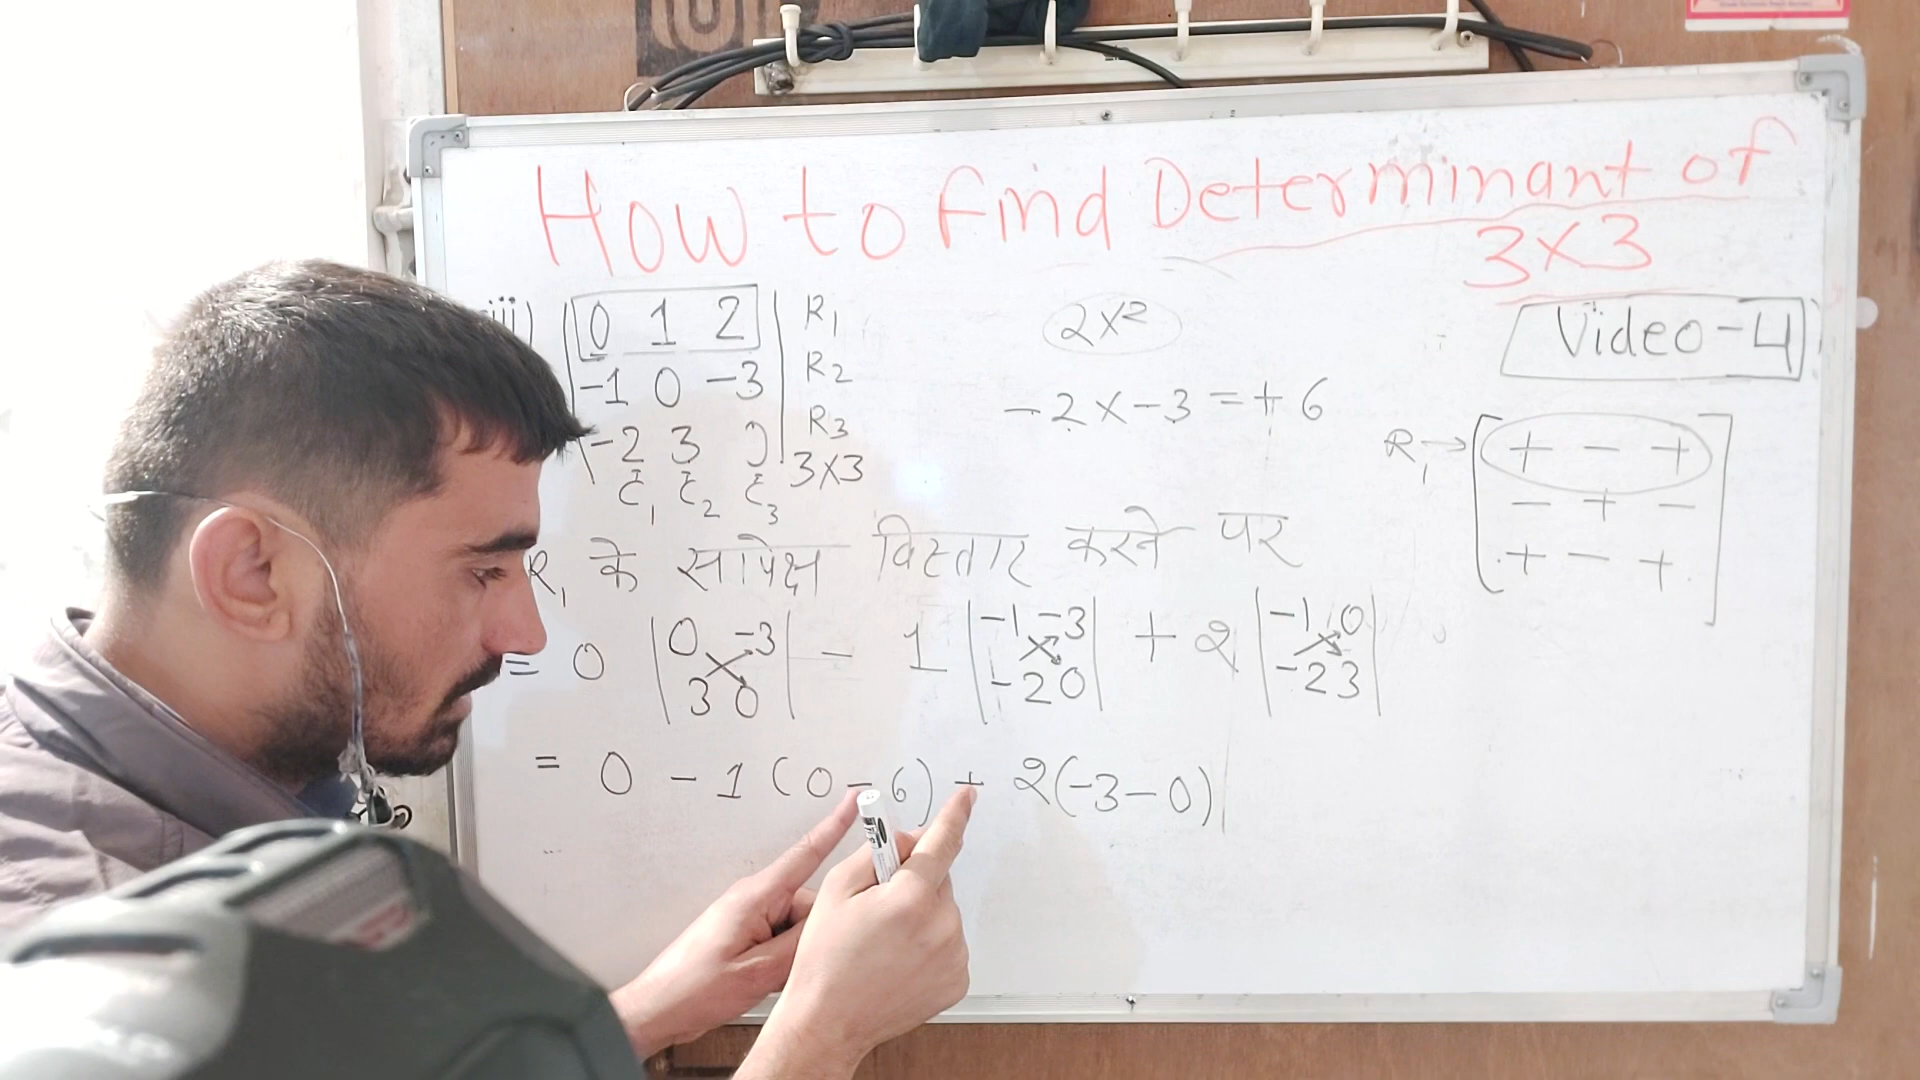 How to Find Determinant of
3×3
Video-4
iii) | 0 1 2 | R1
-1 0 -3 R2
-2 3 0 R3
3×3
C1 C2 C3
2×2
-2×-3 = +6
R1→ [ + - +
- + -
+ - + ]
R1 के सापेक्ष विस्तार करने पर
= 0 | 0 -3 | - 1 | -1 -3 | + 2 | -1 0 |
3 0 -2 0 -2 3
= 0 - 1 (0-6) + 2(-3-0)